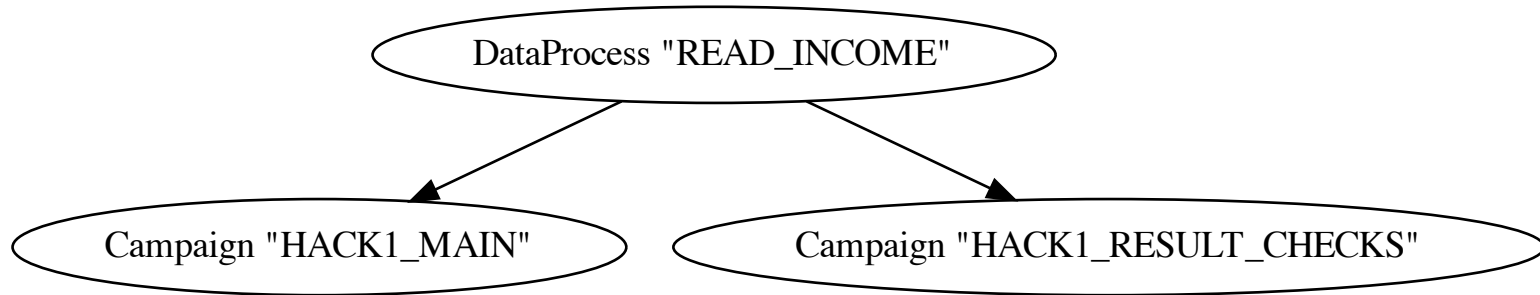 DataProcess "READ_INCOME"
Campaign "HACK1_MAIN"
Campaign "HACK1_RESULT_CHECKS"